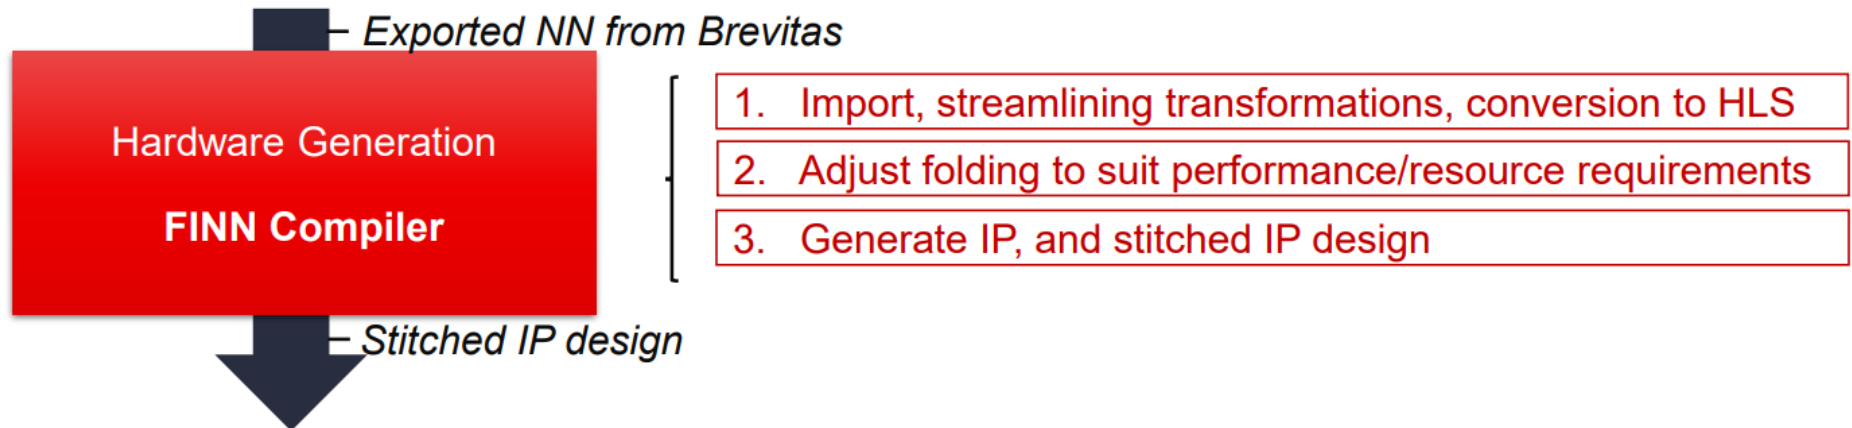 – Exported NN from Brevitas
Hardware Generation
FINN Compiler
1. Import, streamlining transformations, conversion to HLS
2. Adjust folding to suit performance/resource requirements
3. Generate IP, and stitched IP design
– Stitched IP design